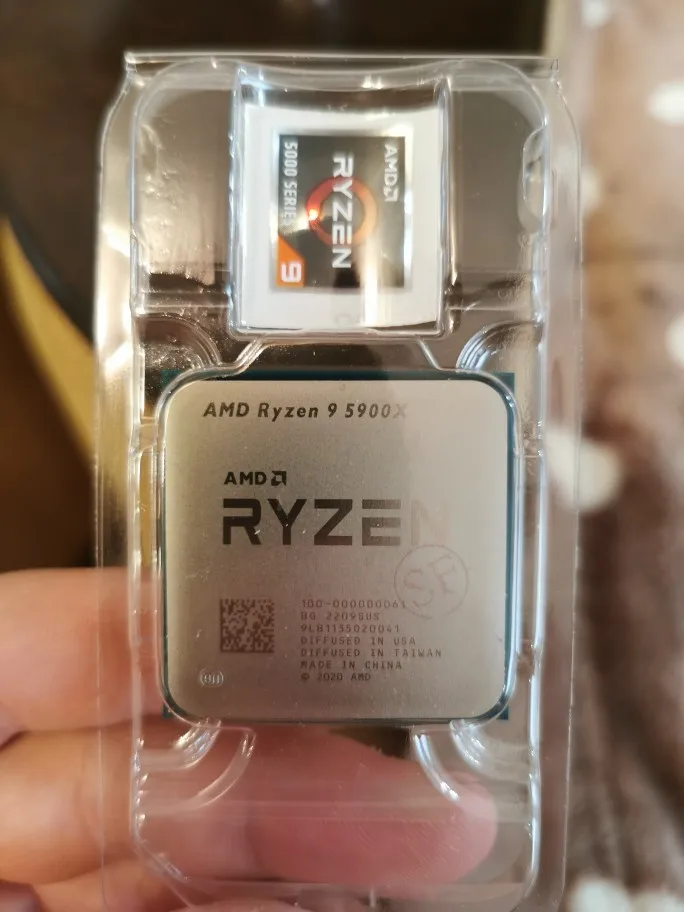 AMD
RYZEN
5000 SERIES
9
AMD Ryzen 9 5900X
AMD
RYZEN
SF
100-000000061
BG 2209SUS
9LB1135020041
DIFFUSED IN USA
DIFFUSED IN TAIWAN
MADE IN CHINA
© 2020 AMD